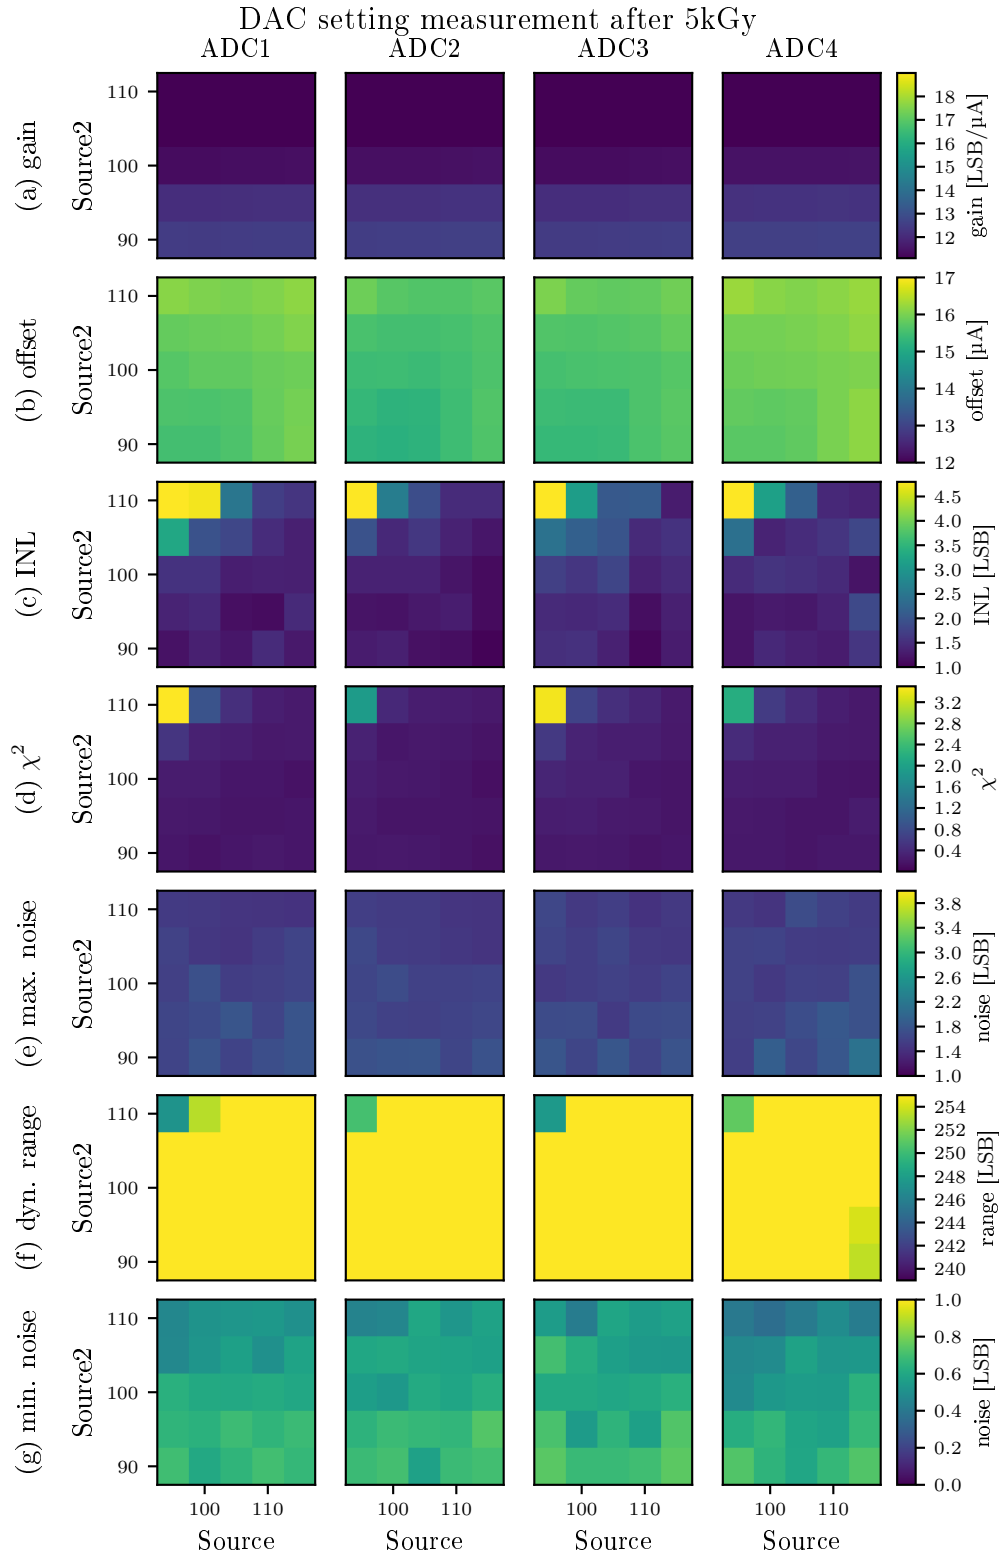 DAC setting measurement after 5kGy
ADC1 ADC2 ADC3 ADC4
(a) gain
Source2
110
100
90
18
17
16
15
14
13
12
gain [LSB/µA]
(b) offset
Source2
110
100
90
17
16
15
14
13
12
offset [µA]
(c) INL
Source2
110
100
90
4.5
4.0
3.5
3.0
2.5
2.0
1.5
1.0
INL [LSB]
(d) χ²
Source2
110
100
90
3.2
2.8
2.4
2.0
1.6
1.2
0.8
0.4
χ²
(e) max. noise
Source2
110
100
90
3.8
3.4
3.0
2.6
2.2
1.8
1.4
1.0
noise [LSB]
(f) dyn. range
Source2
110
100
90
254
252
250
248
246
244
242
240
range [LSB]
(g) min. noise
Source2
110
100
90
1.0
0.8
0.6
0.4
0.2
0.0
noise [LSB]
100 110 100 110 100 110 100 110
Source Source Source Source